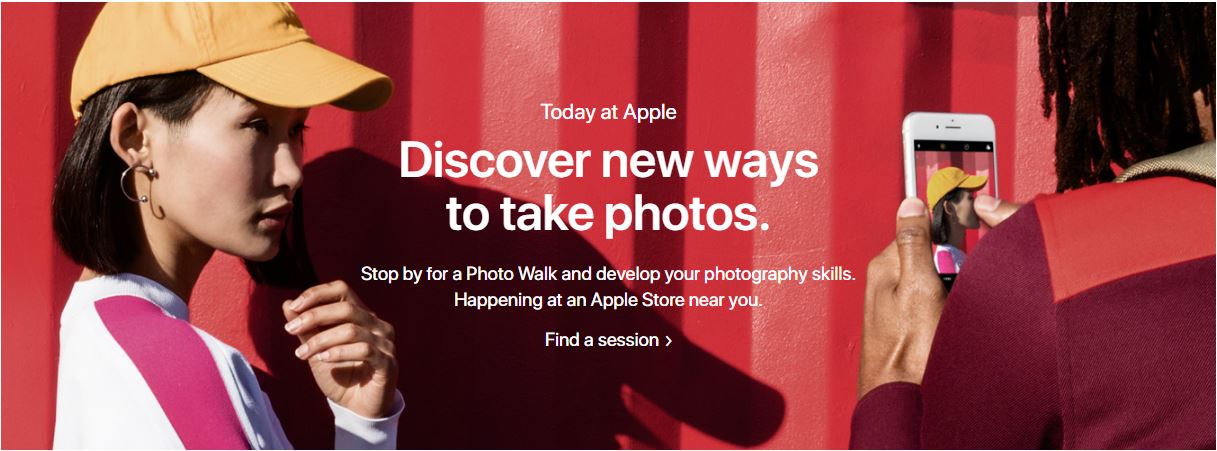 Today at Apple
Discover new ways
to take photos.
Stop by for a Photo Walk and develop your photography skills.
Happening at an Apple Store near you.
Find a session ›